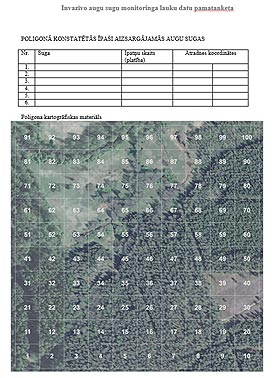 Invazīvo augu sugu monitoringa lauku datu pamatanketa
POLIGONĀ KONSTATĒTĀS ĪPAŠI AIZSARGĀJAMĀS AUGU SUGAS
Nr. Suga Īpatņu skaits (platība) Atradnes koordinātes
1.
2.
3.
4.
5.
6.
Poligona kartogrāfiskais materiāls
91 92 93 94 95 96 97 98 99 100
81 82 83 84 85 86 87 88 89 90
71 72 73 74 75 76 77 78 79 80
61 62 63 64 65 66 67 68 69 70
51 52 53 54 55 56 57 58 59 60
41 42 43 44 45 46 47 48 49 50
31 32 33 34 35 36 37 38 39 40
21 22 23 24 25 26 27 28 29 30
11 12 13 14 15 16 17 18 19 20
1 2 3 4 5 6 7 8 9 10